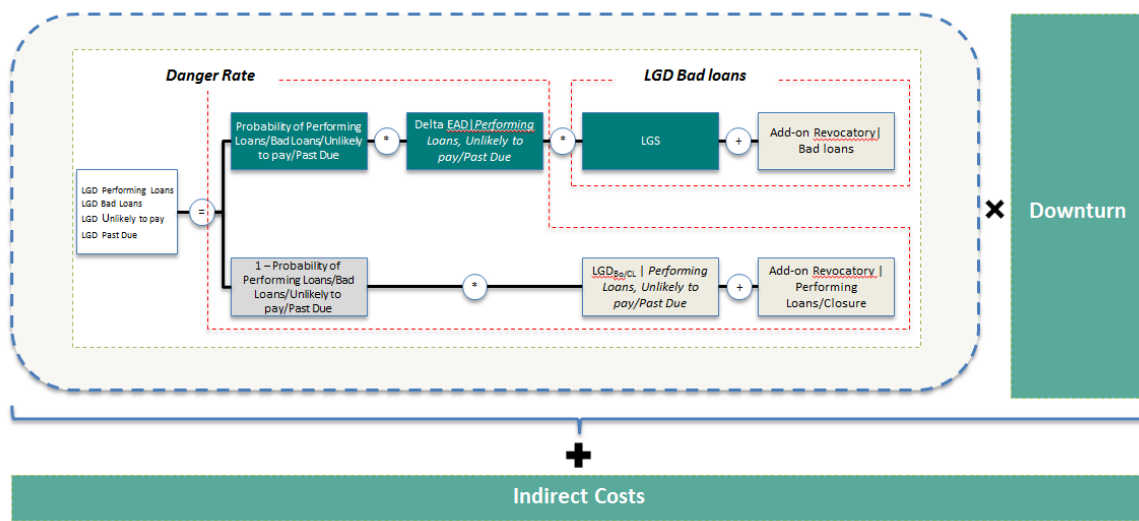 Danger Rate
LGD Bad loans
Probability of Performing
Loans/Bad Loans/Unlikely
to pay/Past Due
*
Delta EAD|Performing
Loans, Unlikely to
pay/Past Due
*
LGS
+
Add-on Revocatory|
Bad loans
LGD Performing Loans
LGD Bad Loans
LGD Unlikely to pay
LGD Past Due
=
×
Downturn
1 – Probability of
Performing Loans/Bad
Loans/Unlikely to
pay/Past Due
*
LGDBo/CL | Performing
Loans, Unlikely to
pay/Past Due
+
Add-on Revocatory |
Performing
Loans/Closure
+
Indirect Costs